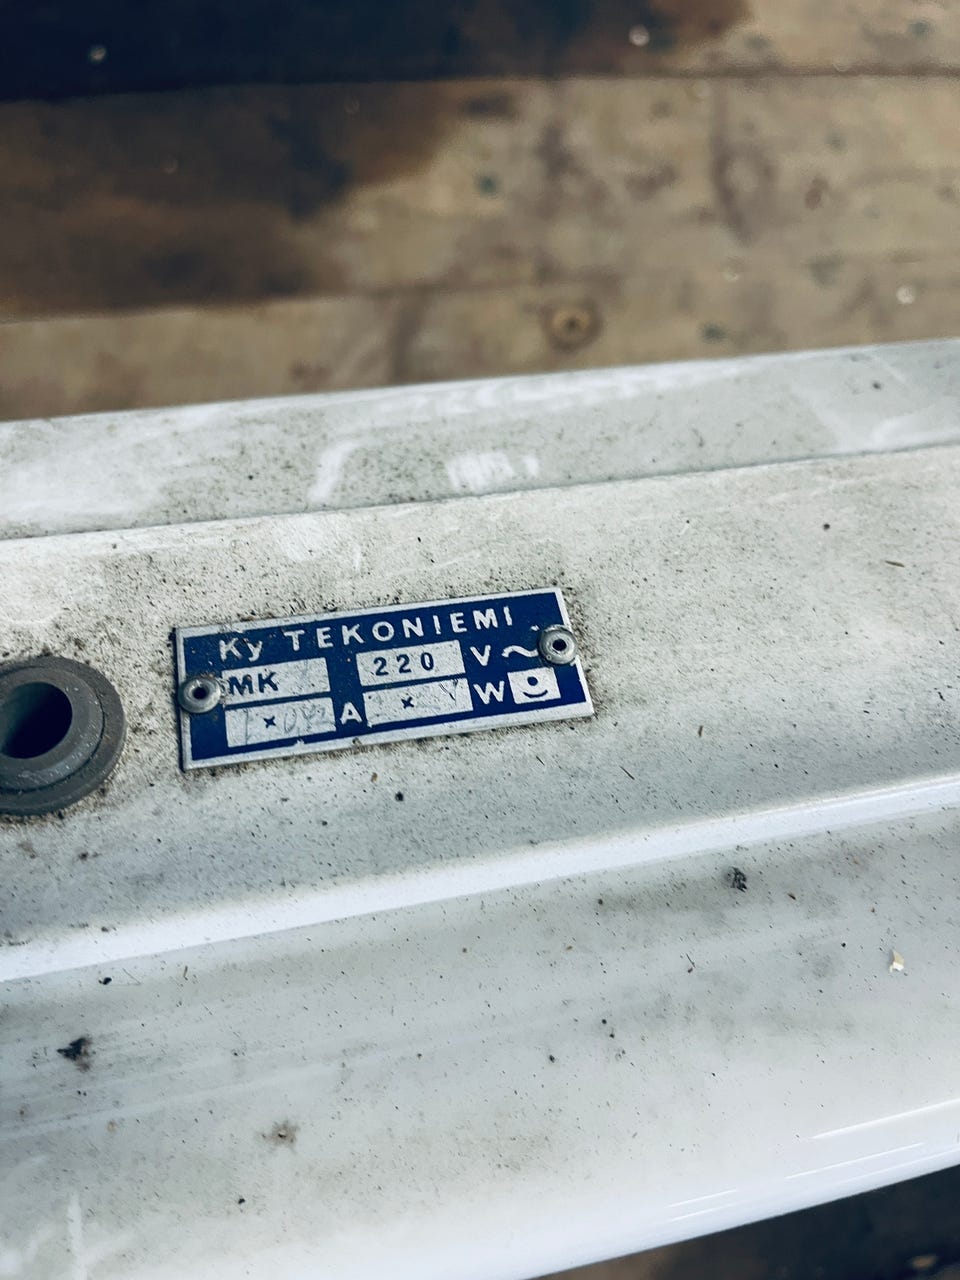 Ky TEKONIEMI
MK 220 V~
× A × W